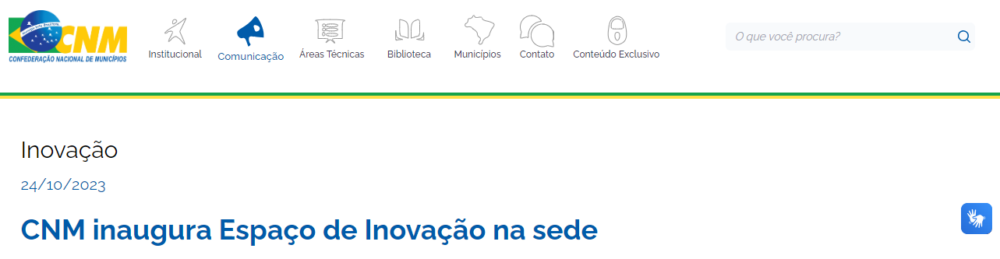 CNM
CONFEDERAÇÃO NACIONAL DE MUNICÍPIOS
Institucional
Comunicação
Áreas Técnicas
Biblioteca
Municípios
Contato
Conteúdo Exclusivo
O que você procura?
Inovação
24/10/2023
CNM inaugura Espaço de Inovação na sede